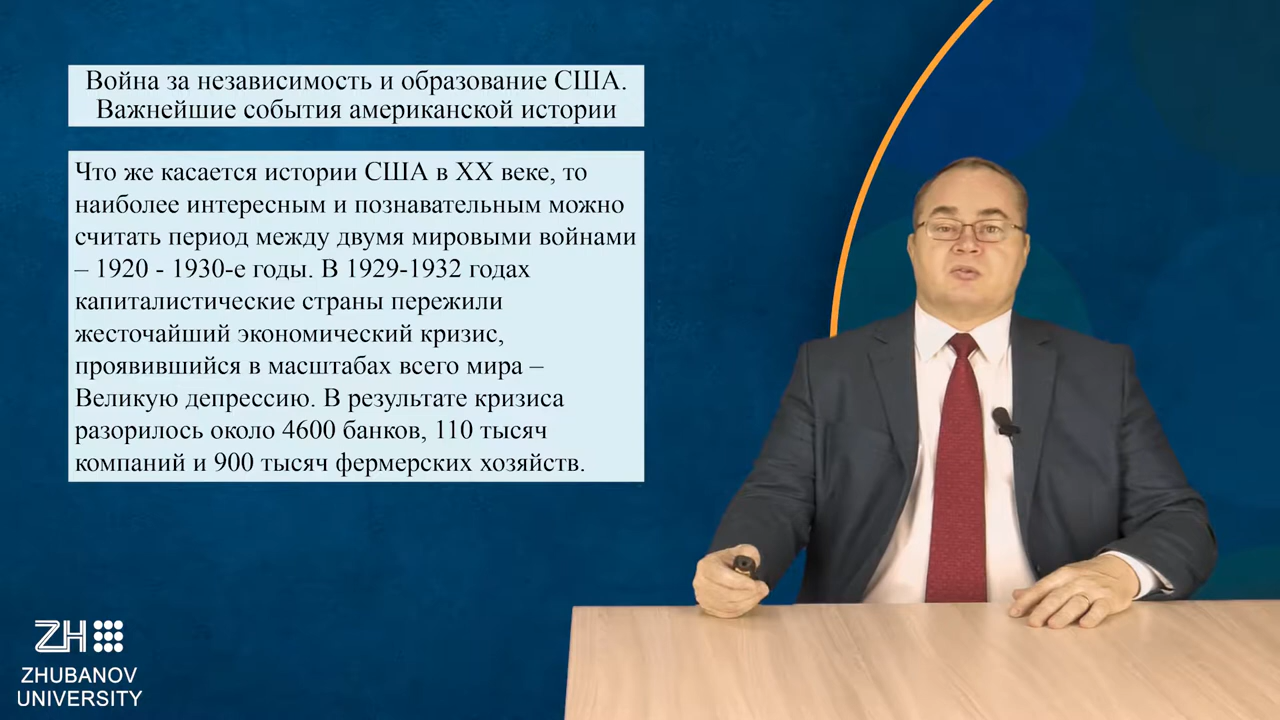 Война за независимость и образование США.
Важнейшие события американской истории
Что же касается истории США в XX веке, то
наиболее интересным и познавательным можно
считать период между двумя мировыми войнами
– 1920 - 1930-е годы. В 1929-1932 годах
капиталистические страны пережили
жесточайший экономический кризис,
проявившийся в масштабах всего мира –
Великую депрессию. В результате кризиса
разорилось около 4600 банков, 110 тысяч
компаний и 900 тысяч фермерских хозяйств.
ZH
ZHUBANOV
UNIVERSITY